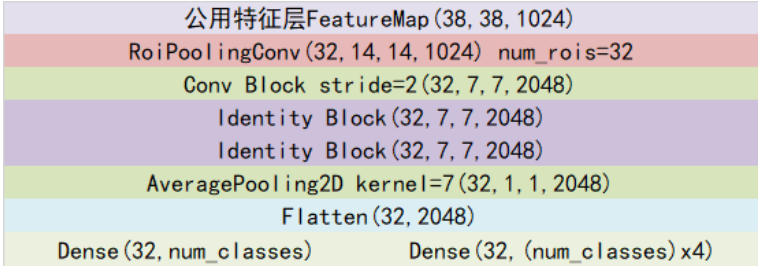 公用特征层FeatureMap(38,38,1024)
RoiPoolingConv(32,14,14,1024) num_rois=32
Conv Block stride=2(32,7,7,2048)
Identity Block(32,7,7,2048)
Identity Block(32,7,7,2048)
AveragePooling2D kernel=7(32,1,1,2048)
Flatten(32,2048)
Dense(32,num_classes) Dense(32,(num_classes)x4)